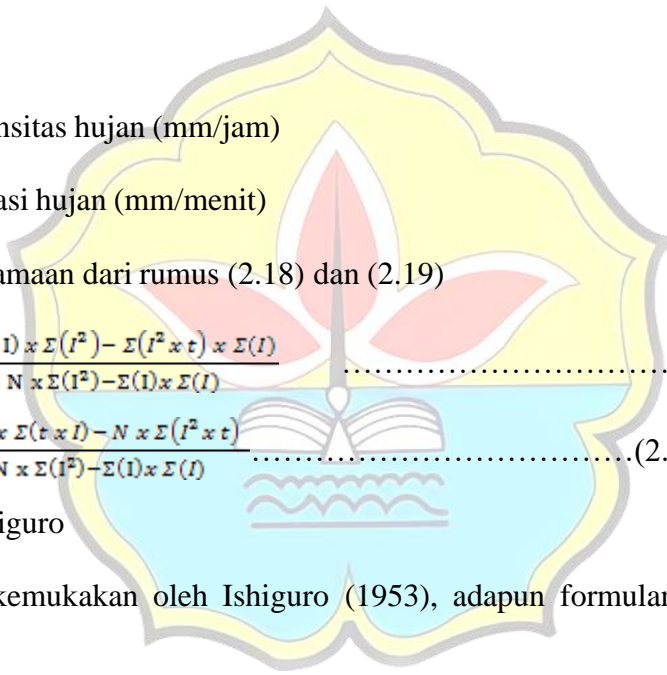 nsitas hujan (mm/jam)
asi hujan (mm/menit)
amaan dari rumus (2.18) dan (2.19)
I) x Σ(I²)− Σ(I² x t) x Σ(I)
N x Σ(I²)−Σ(I)x Σ(I) ……………………………
x Σ(t x I)− N x Σ(I² x t)
N x Σ(I²)−Σ(I)x Σ(I) ……………………………………(2.
iguro
kemukakan oleh Ishiguro (1953), adapun formulan